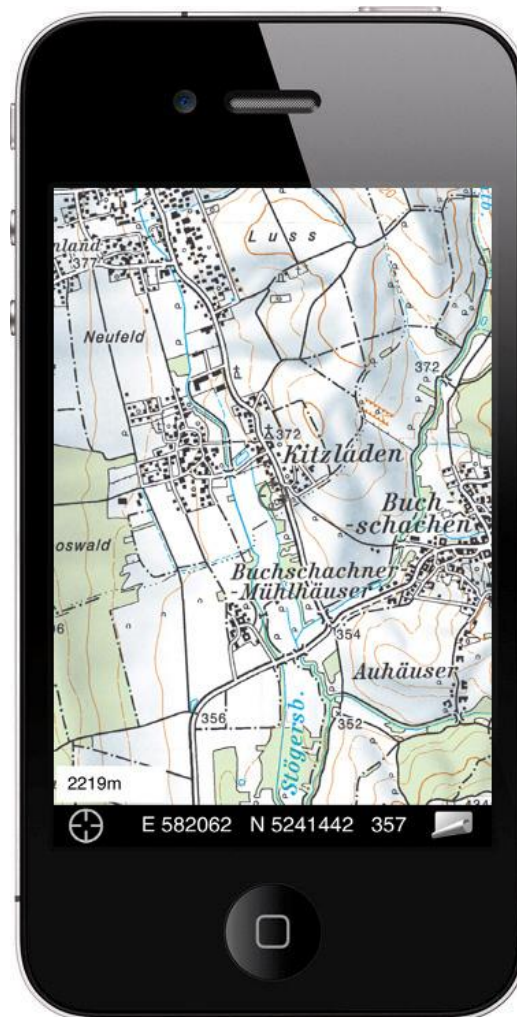 Luss
nland
377
Neufeld
372
372
Kitzladen
Buch
-schachen
oswald
Buchschachner
-Mühlhäuser
354
Auhäuser
356
352
Stögersb.
2219m
E 582062 N 5241442 357